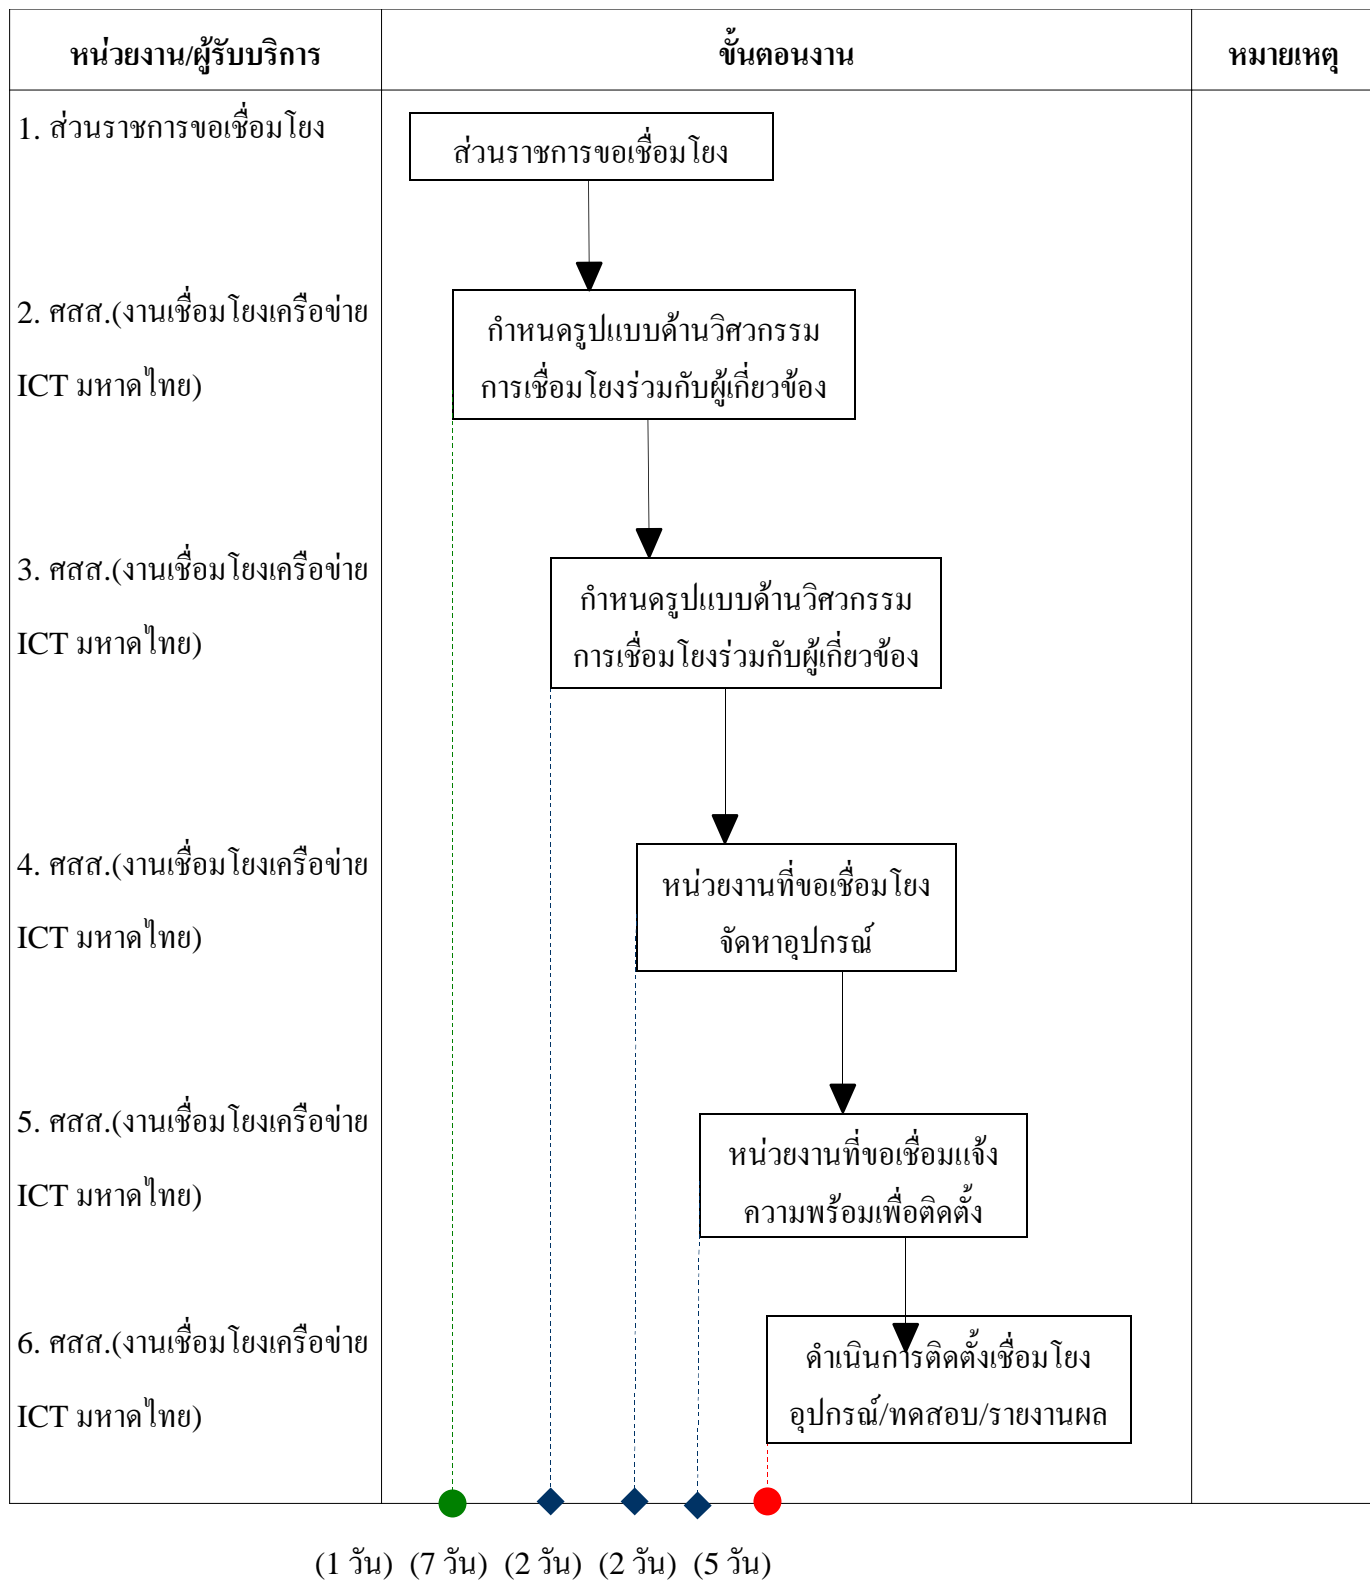 หน่วยงาน/ผู้รับบริการ
ขั้นตอนงาน
หมายเหตุ
1. ส่วนราชการขอเชื่อมโยง
ส่วนราชการขอเชื่อมโยง
2. ศสส.(งานเชื่อมโยงเครือข่าย
ICT มหาดไทย)
กำหนดรูปแบบด้านวิศวกรรม
การเชื่อมโยงร่วมกับผู้เกี่ยวข้อง
3. ศสส.(งานเชื่อมโยงเครือข่าย
ICT มหาดไทย)
กำหนดรูปแบบด้านวิศวกรรม
การเชื่อมโยงร่วมกับผู้เกี่ยวข้อง
4. ศสส.(งานเชื่อมโยงเครือข่าย
ICT มหาดไทย)
หน่วยงานที่ขอเชื่อมโยง
จัดหาอุปกรณ์
5. ศสส.(งานเชื่อมโยงเครือข่าย
ICT มหาดไทย)
หน่วยงานที่ขอเชื่อมแจ้ง
ความพร้อมเพื่อติดตั้ง
6. ศสส.(งานเชื่อมโยงเครือข่าย
ICT มหาดไทย)
ดำเนินการติดตั้งเชื่อมโยง
อุปกรณ์/ทดสอบ/รายงานผล
(1 วัน) (7 วัน) (2 วัน) (2 วัน) (5 วัน)